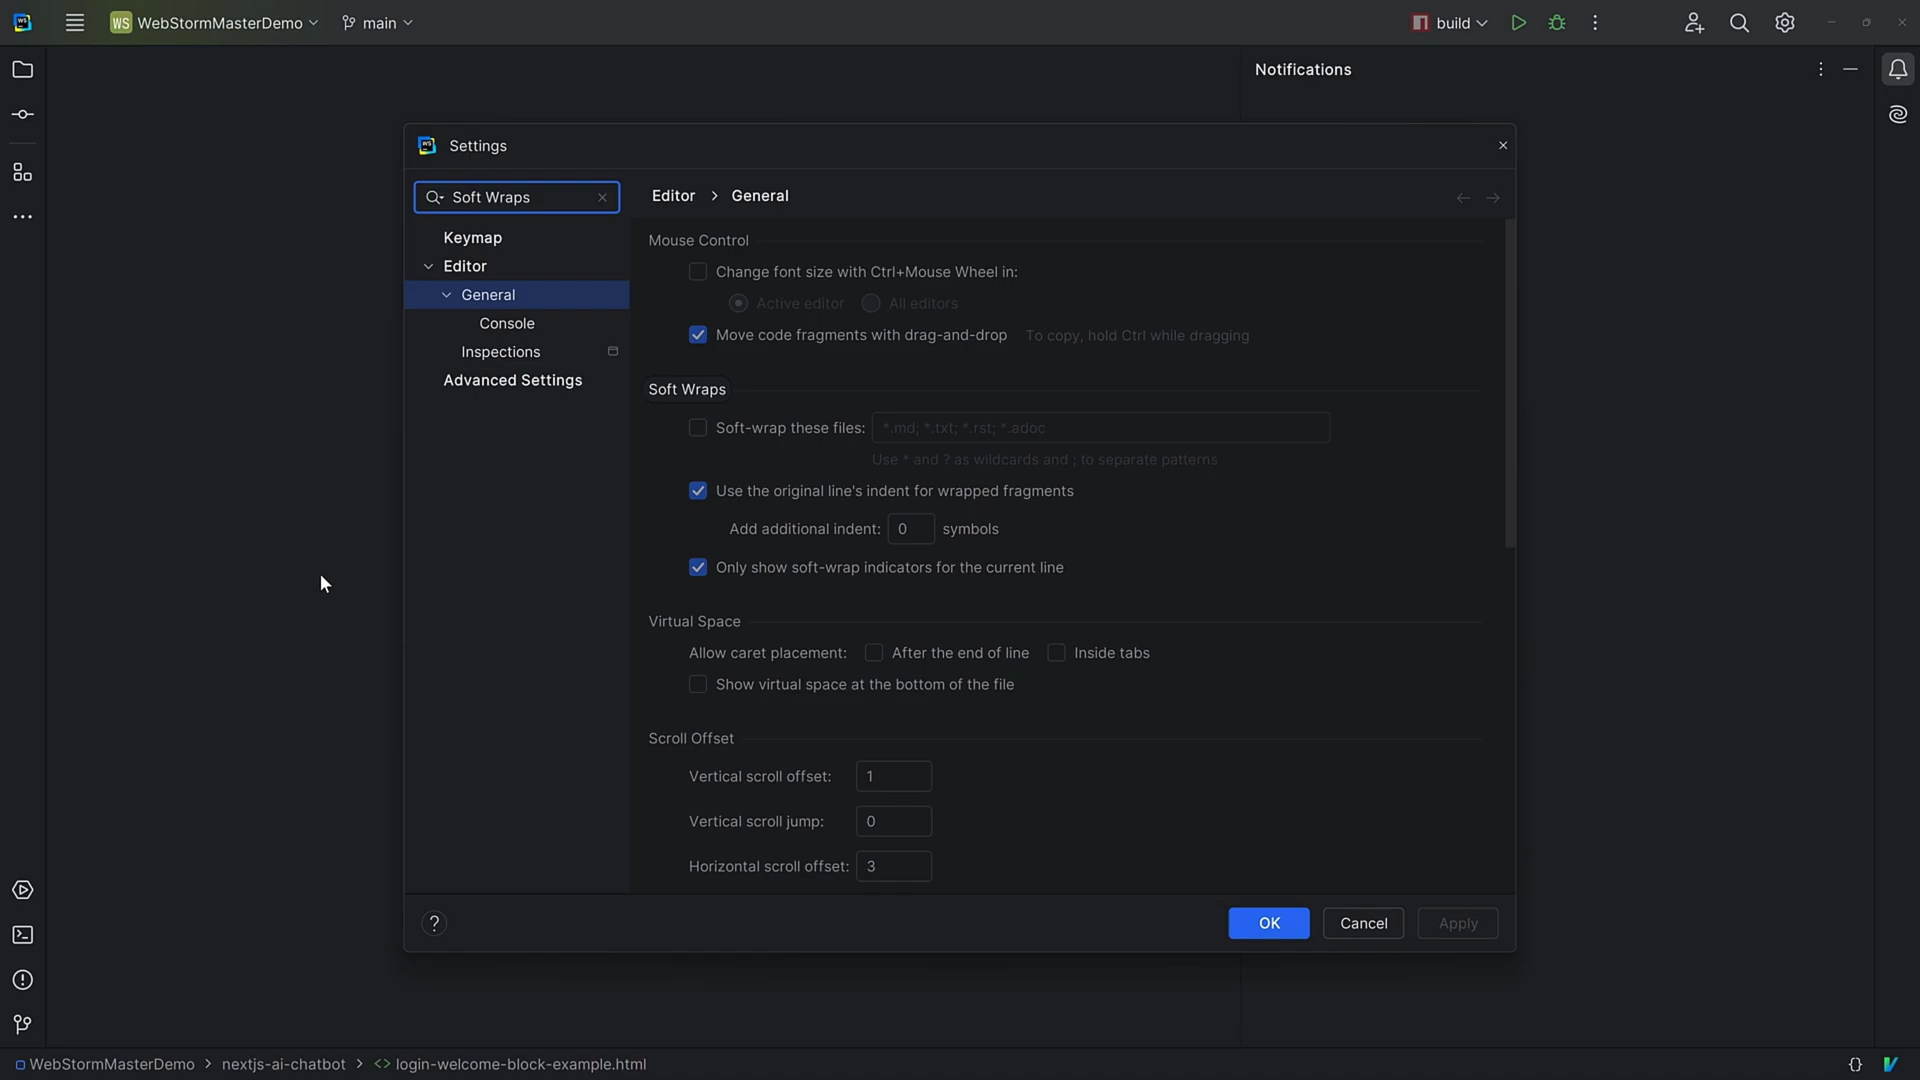 WS WebStormMasterDemo main build
Notifications
Settings
Soft Wraps
Editor > General
Keymap
Editor
General
Console
Inspections
Advanced Settings
Mouse Control
Change font size with Ctrl+Mouse Wheel in:
Active editor All editors
Move code fragments with drag-and-drop To copy, hold Ctrl while dragging
Soft Wraps
Soft-wrap these files: *.md; *.txt; *.rst; *.adoc
Use * and ? as wildcards and ; to separate patterns
Use the original line's indent for wrapped fragments
Add additional indent: 0 symbols
Only show soft-wrap indicators for the current line
Virtual Space
Allow caret placement: After the end of line Inside tabs
Show virtual space at the bottom of the file
Scroll Offset
Vertical scroll offset: 1
Vertical scroll jump: 0
Horizontal scroll offset: 3
? OK Cancel Apply
WebStormMasterDemo > nextjs-ai-chatbot > <> login-welcome-block-example.html {}